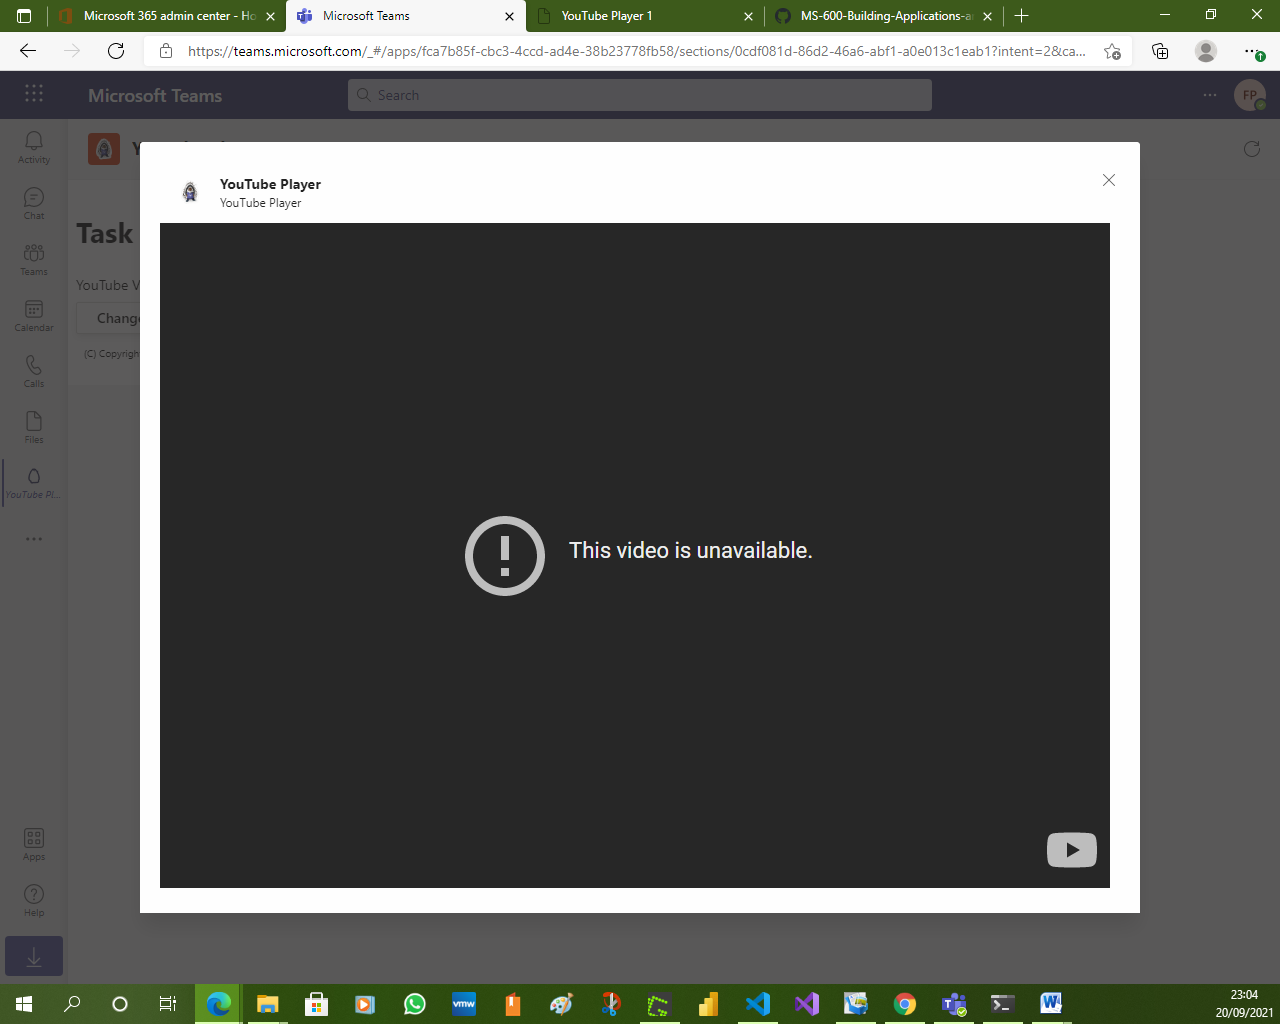 Microsoft 365 admin center - Ho
Microsoft Teams
YouTube Player 1
MS-600-Building-Applications-a
https://teams.microsoft.com/_#/apps/fca7b85f-cbc3-4ccd-ad4e-38b23778fb58/sections/0cdf081d-86d2-46a6-abf1-a0e013c1eab1?intent=2&ca...
Microsoft Teams
Search
FP
Activity
Chat
Teams
Calendar
Calls
Files
YouTube Pl...
Apps
Help
Task
YouTube V
Change
(C) Copyrigh
YouTube Player
YouTube Player
This video is unavailable.
vmw
23:04
20/09/2021